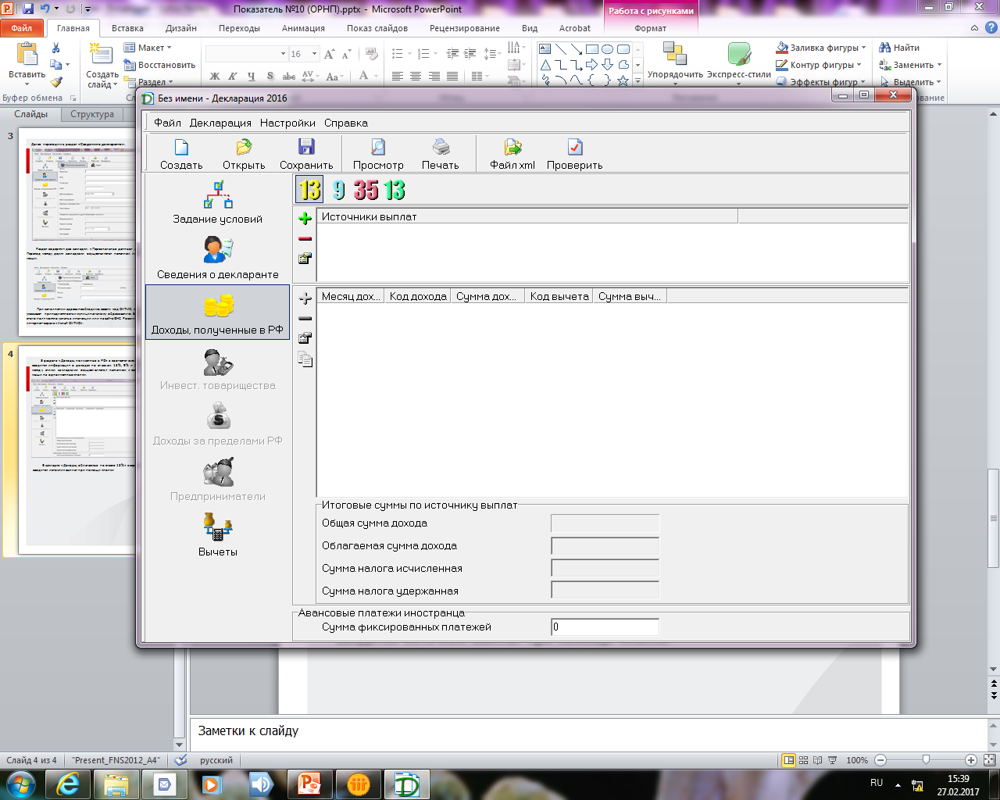 Показатель №10 (ОРНП).pptx - Microsoft PowerPoint
Работа с рисунками
Файл Главная Вставка Дизайн Переходы Анимация Показ слайдов Рецензирование Вид Acrobat Формат
Вставить
Буфер обмена
Создать слайд
Макет
Восстановить
Раздел
16
Ж К Ч S abc AV Aa A
Упорядочить
Экспресс-стили
Заливка фигуры
Контур фигуры
Эффекты фигур
Найти
Заменить
Выделить
Слайды Структура
3
4
Без имени - Декларация 2016
Файл Декларация Настройки Справка
Создать Открыть Сохранить Просмотр Печать Файл xml Проверить
13 9 35 13
Задание условий
Сведения о декларанте
Доходы, полученные в РФ
Инвест. товарищества
Доходы за пределами РФ
Предприниматели
Вычеты
Источники выплат
Месяц дох... Код дохода Сумма дох... Код вычета Сумма выч...
Итоговые суммы по источнику выплат
Общая сумма дохода
Облагаемая сумма дохода
Сумма налога исчисленная
Сумма налога удержанная
Авансовые платежи иностранца
Сумма фиксированных платежей 0
Заметки к слайду
Слайд 4 из 4 "Present_FNS2012_A4" русский 100%
RU 15:39
27.02.2017